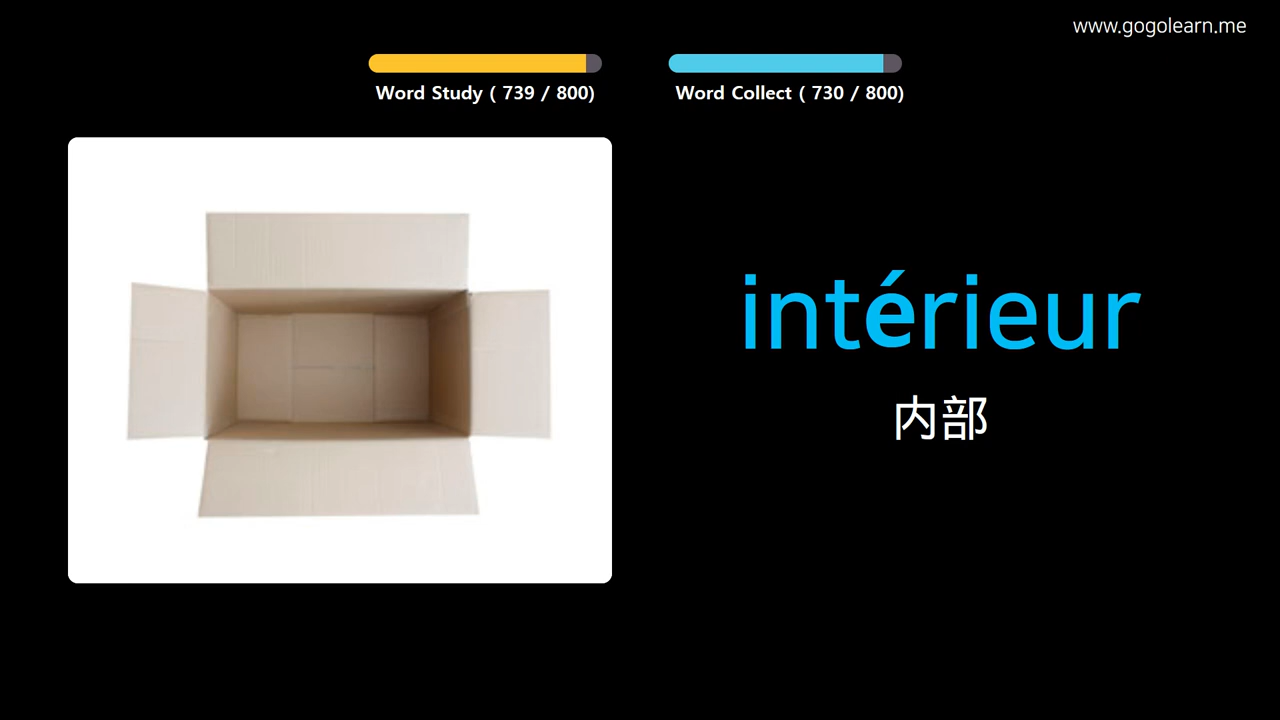 www.gogolearn.me
Word Study ( 739 / 800)
Word Collect ( 730 / 800)
intérieur
内部